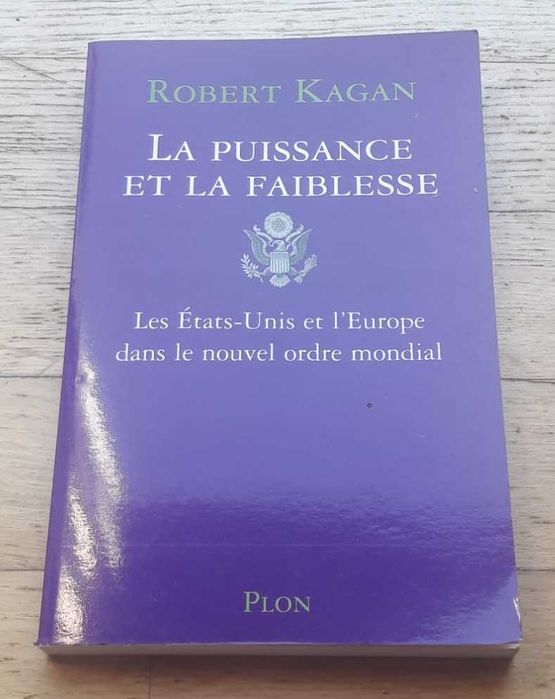 ROBERT KAGAN
LA PUISSANCE
ET LA FAIBLESSE
Les États-Unis et l'Europe
dans le nouvel ordre mondial
PLON